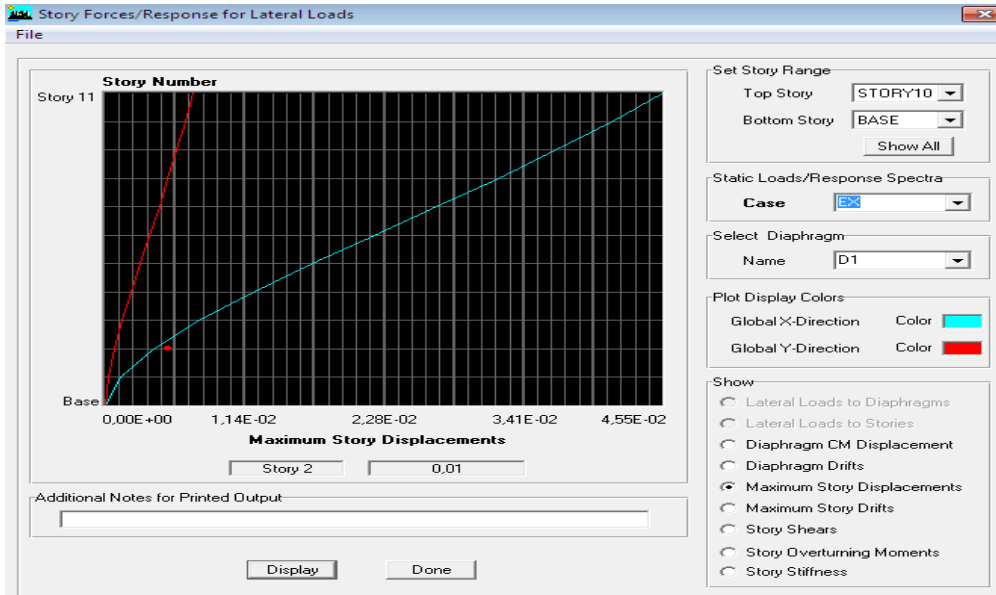 Story Forces/Response for Lateral Loads
File
Story Number
Story 11
Base
0,00E+00 1,14E-02 2,28E-02 3,41E-02 4,55E-02
Maximum Story Displacements
Story 2 0,01
Additional Notes for Printed Output
Display Done
Set Story Range
Top Story STORY10
Bottom Story BASE
Show All
Static Loads/Response Spectra
Case EX
Select Diaphragm
Name D1
Plot Display Colors
Global X-Direction Color
Global Y-Direction Color
Show
Lateral Loads to Diaphragms
Lateral Loads to Stories
Diaphragm CM Displacement
Diaphragm Drifts
Maximum Story Displacements
Maximum Story Drifts
Story Shears
Story Overturning Moments
Story Stiffness